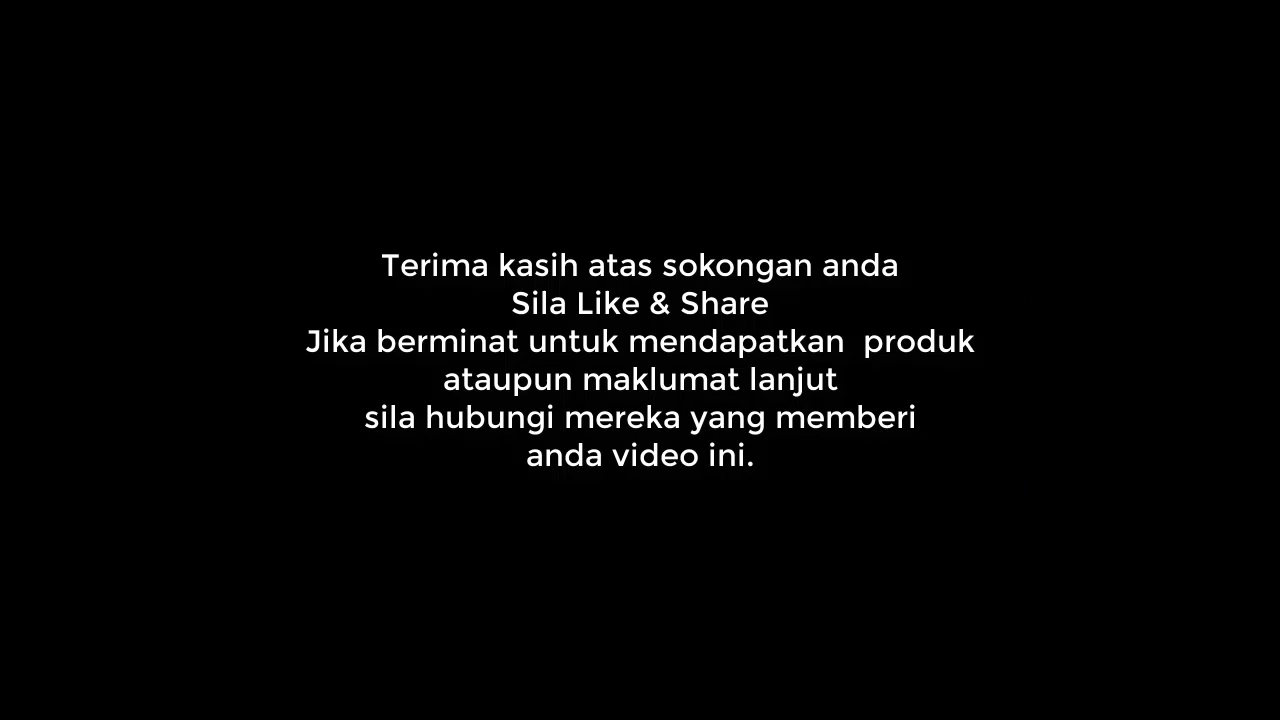 Terima kasih atas sokongan anda
Sila Like & Share
Jika berminat untuk mendapatkan  produk
ataupun maklumat lanjut
sila hubungi mereka yang memberi
anda video ini.